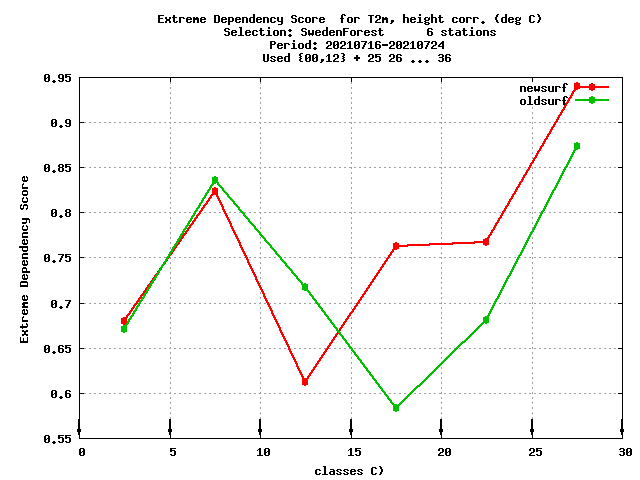 Extreme Dependency Score  for T2m, height corr. (deg C)
Selection: SwedenForest      6 stations
Period: 20210716-20210724
Used {00,12} + 25 26 ... 36
0.95
newsurf
oldsurf
0.9
0.85
0.8
0.75
0.7
0.65
0.6
0.55
Extreme Dependency Score
0 5 10 15 20 25 30
classes C)